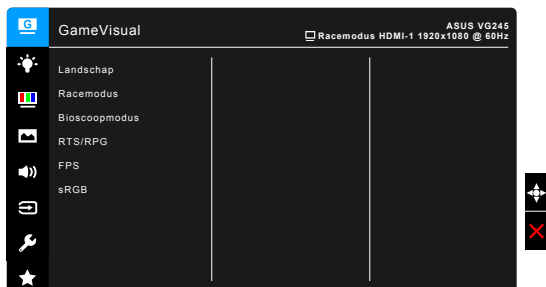 G
GameVisual
ASUS VG245
Racemodus HDMI-1 1920x1080 @ 60Hz
Landschap
Racemodus
Bioscoopmodus
RTS/RPG
FPS
sRGB